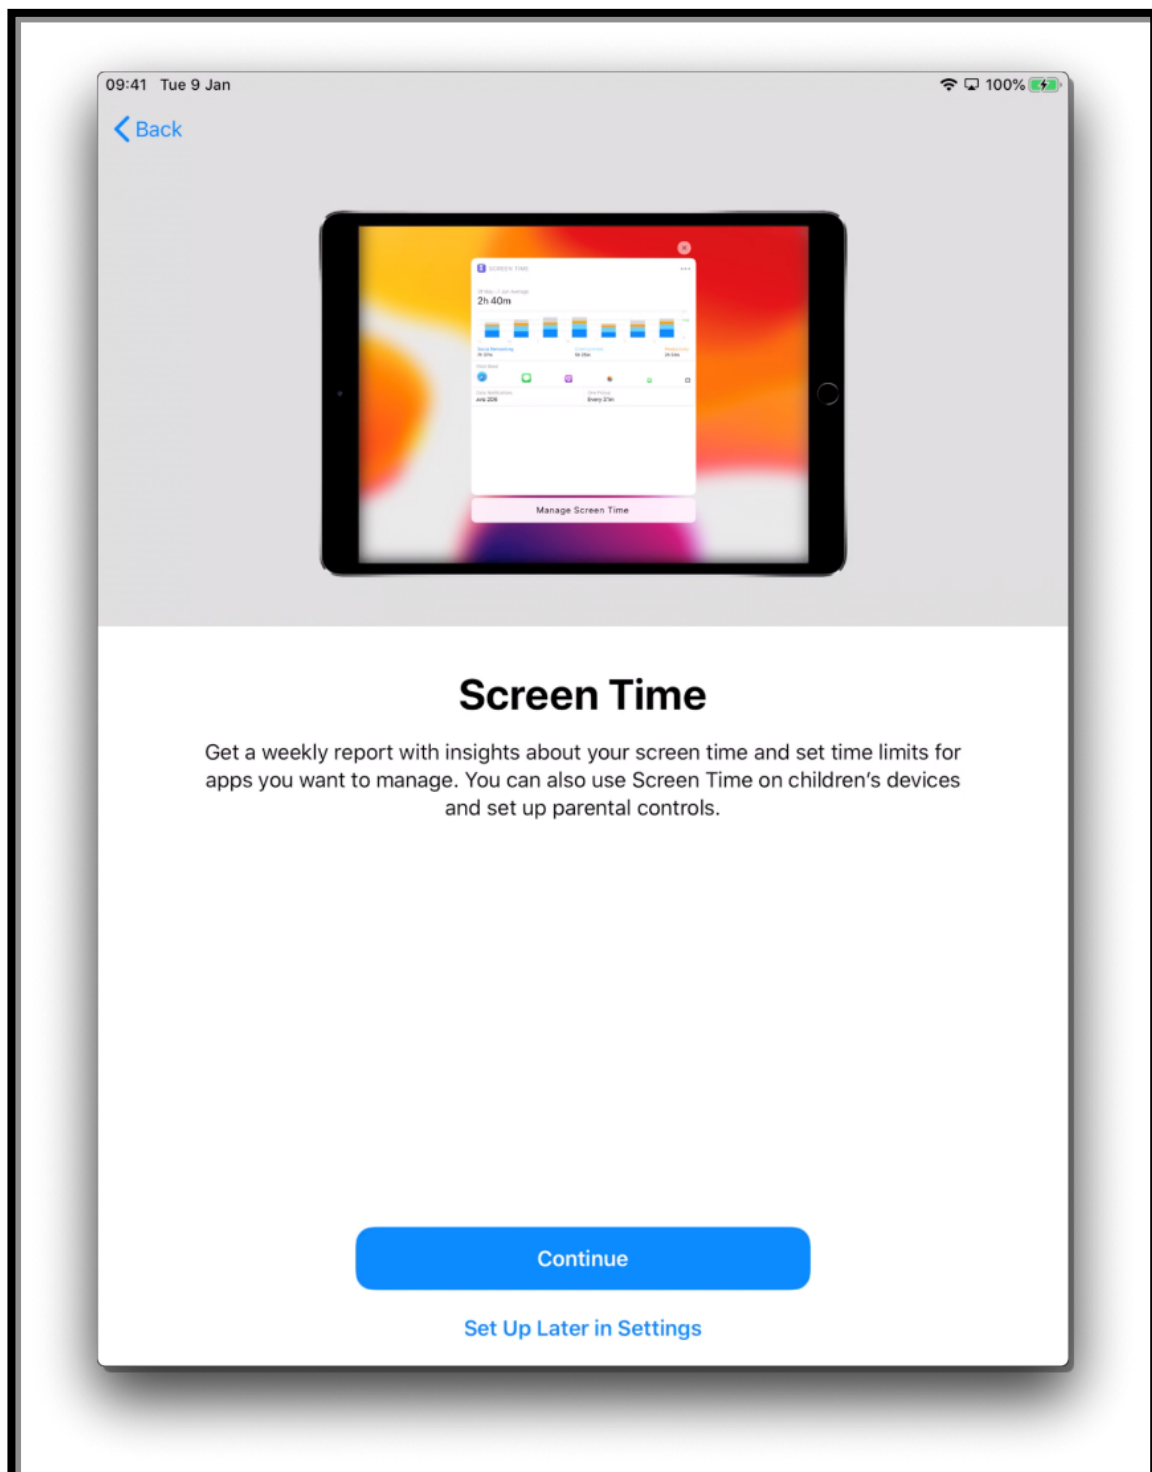 09:41 Tue 9 Jan
100%
Back
SCREEN TIME
2h 40m
Manage Screen Time
Screen Time
Get a weekly report with insights about your screen time and set time limits for
apps you want to manage. You can also use Screen Time on children’s devices
and set up parental controls.
Continue
Set Up Later in Settings